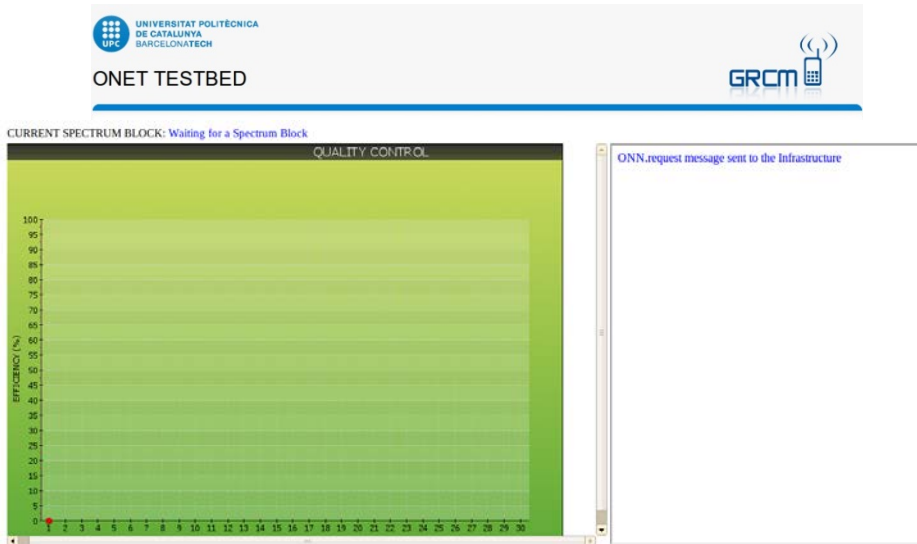 UNIVERSITAT POLITÈCNICA
DE CATALUNYA
BARCELONATECH
UPC
ONET TESTBED
GRCM
CURRENT SPECTRUM BLOCK: Waiting for a Spectrum Block
QUALITY CONTROL
ONN.request message sent to the Infrastructure
EFFICIENCY (%)
100
95
90
85
80
75
70
65
60
55
50
45
40
35
30
25
20
15
10
5
0
1 2 3 4 5 6 7 8 9 10 11 12 13 14 15 16 17 18 19 20 21 22 23 24 25 26 27 28 29 30